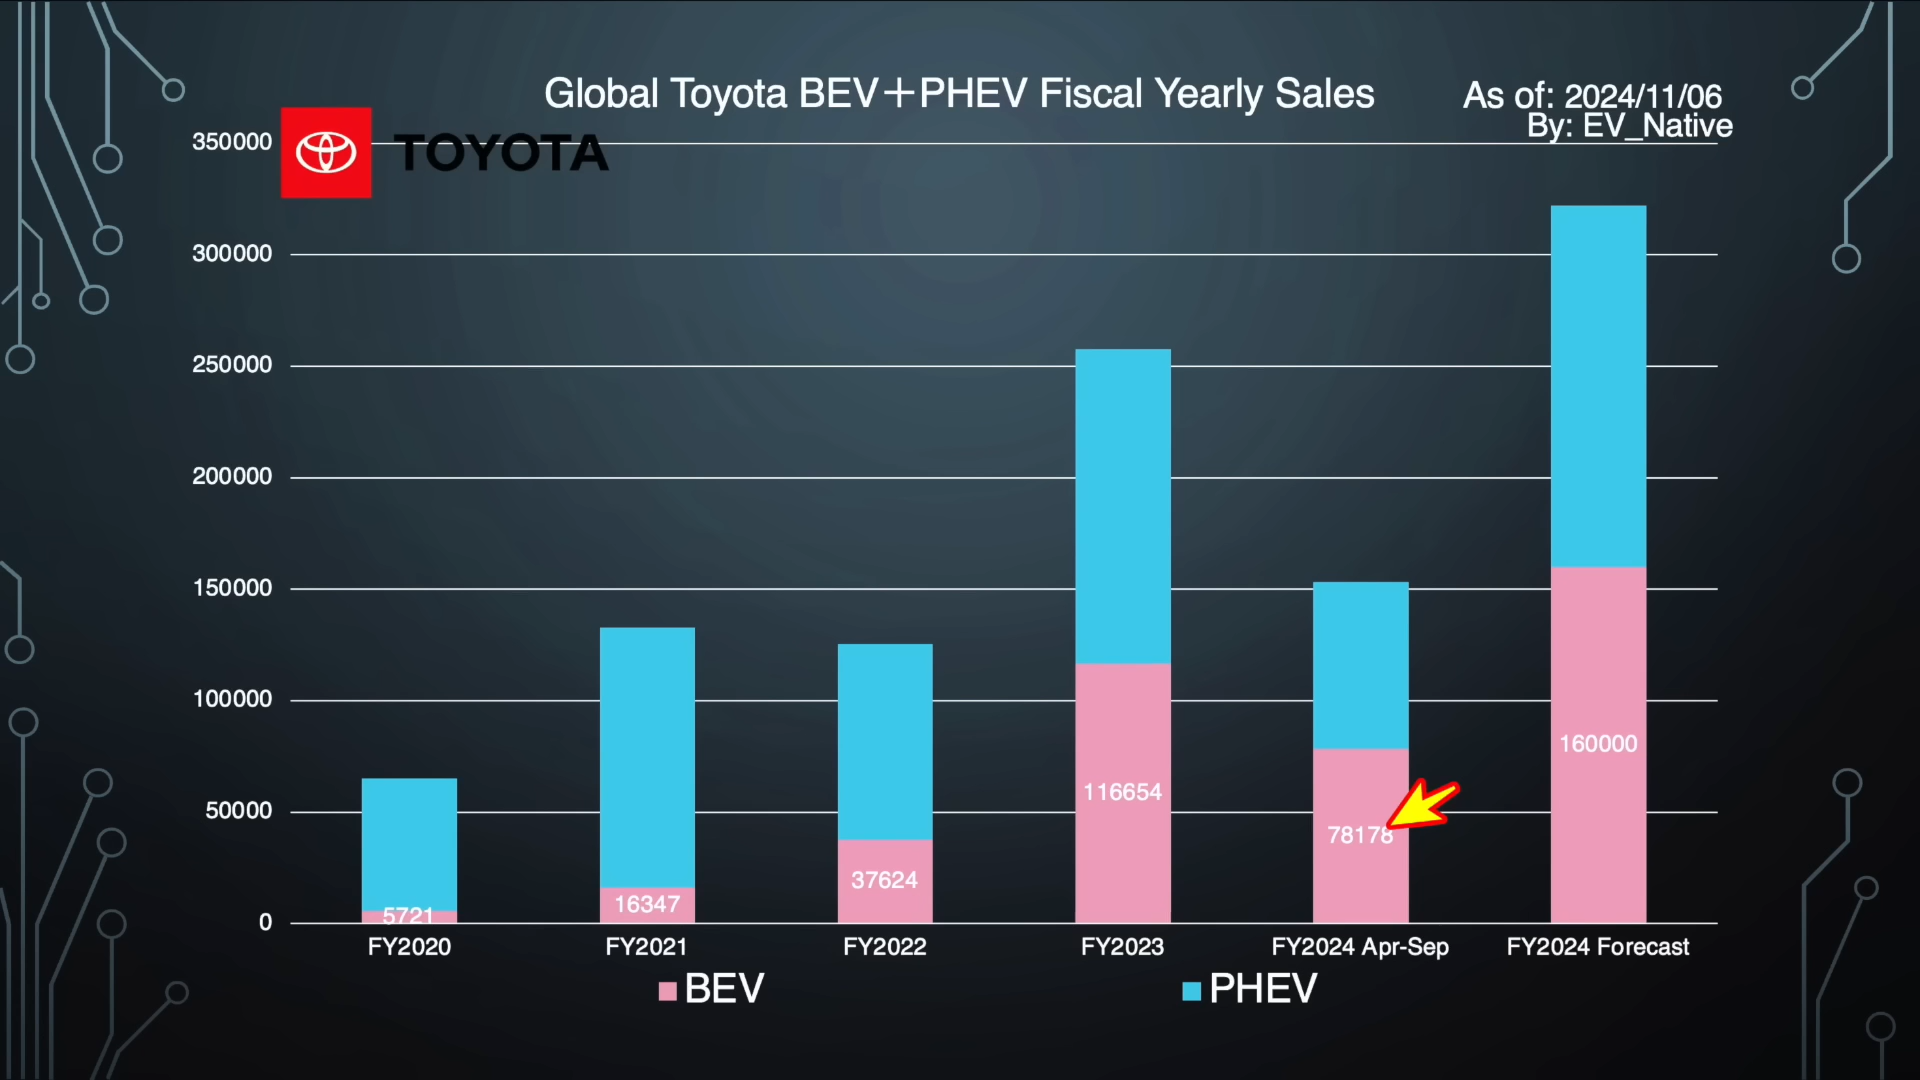 Global Toyota BEV+PHEV Fiscal Yearly Sales
As of: 2024/11/06
By: EV_Native
TOYOTA
350000
300000
250000
200000
150000
100000
50000
0
5721
16347
37624
116654
78178
160000
FY2020
FY2021
FY2022
FY2023
FY2024 Apr-Sep
FY2024 Forecast
BEV
PHEV